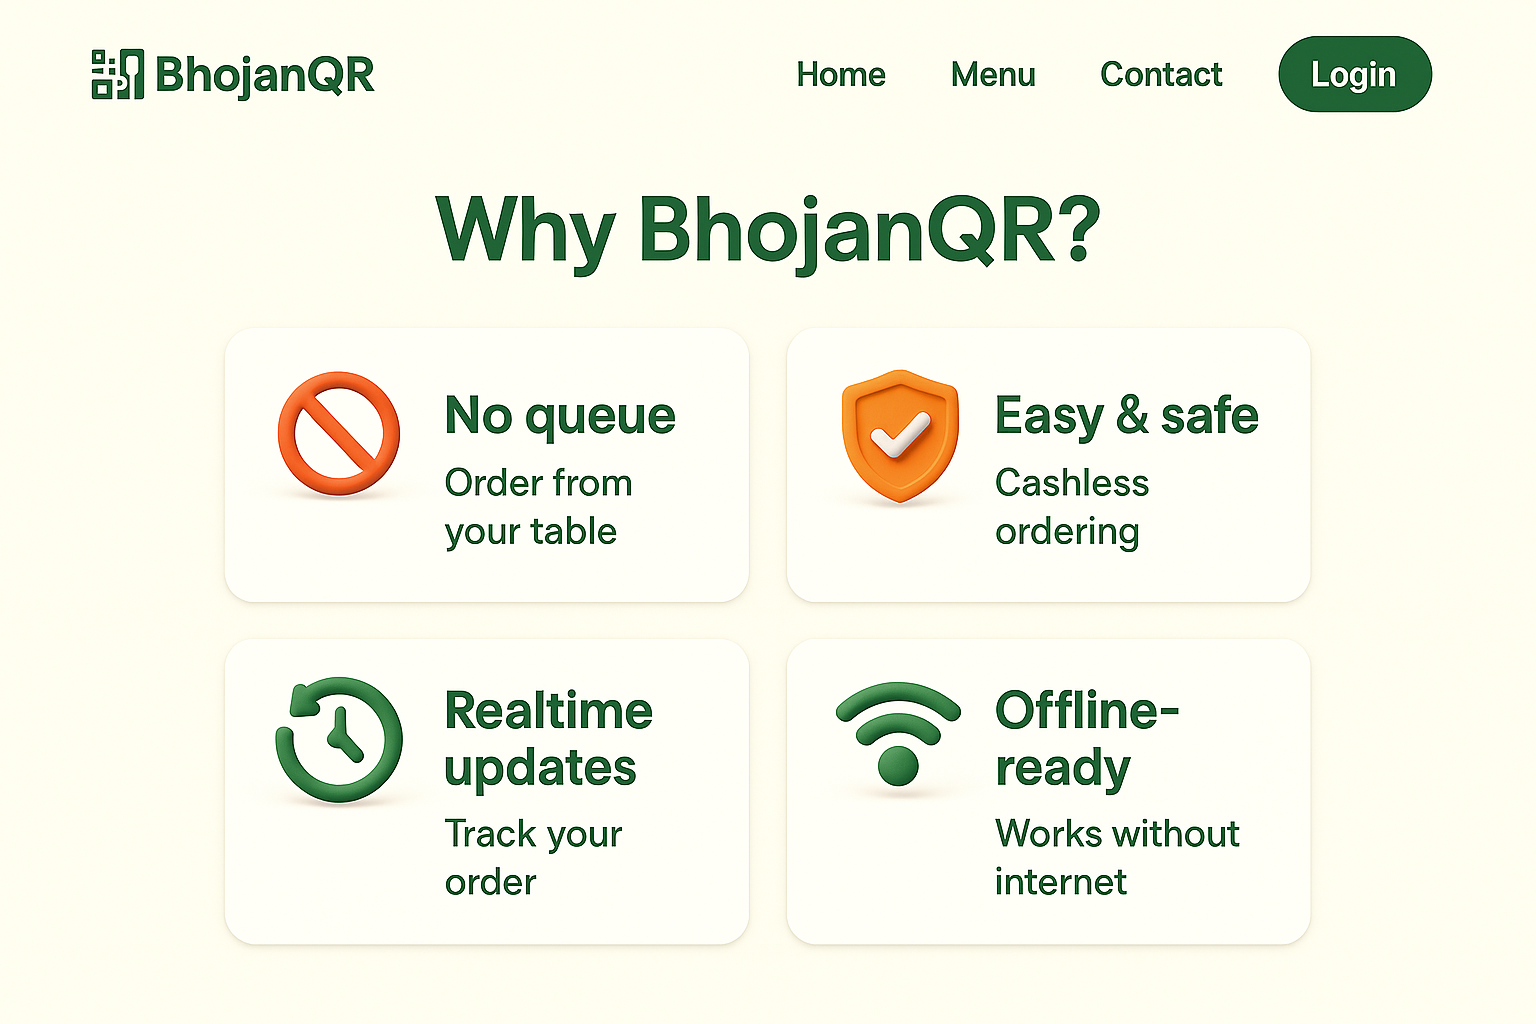 BhojanQR
Home Menu Contact Login
Why BhojanQR?
No queue
Order from
your table
Easy & safe
Cashless
ordering
Realtime
updates
Track your
order
Offline-
ready
Works without
internet